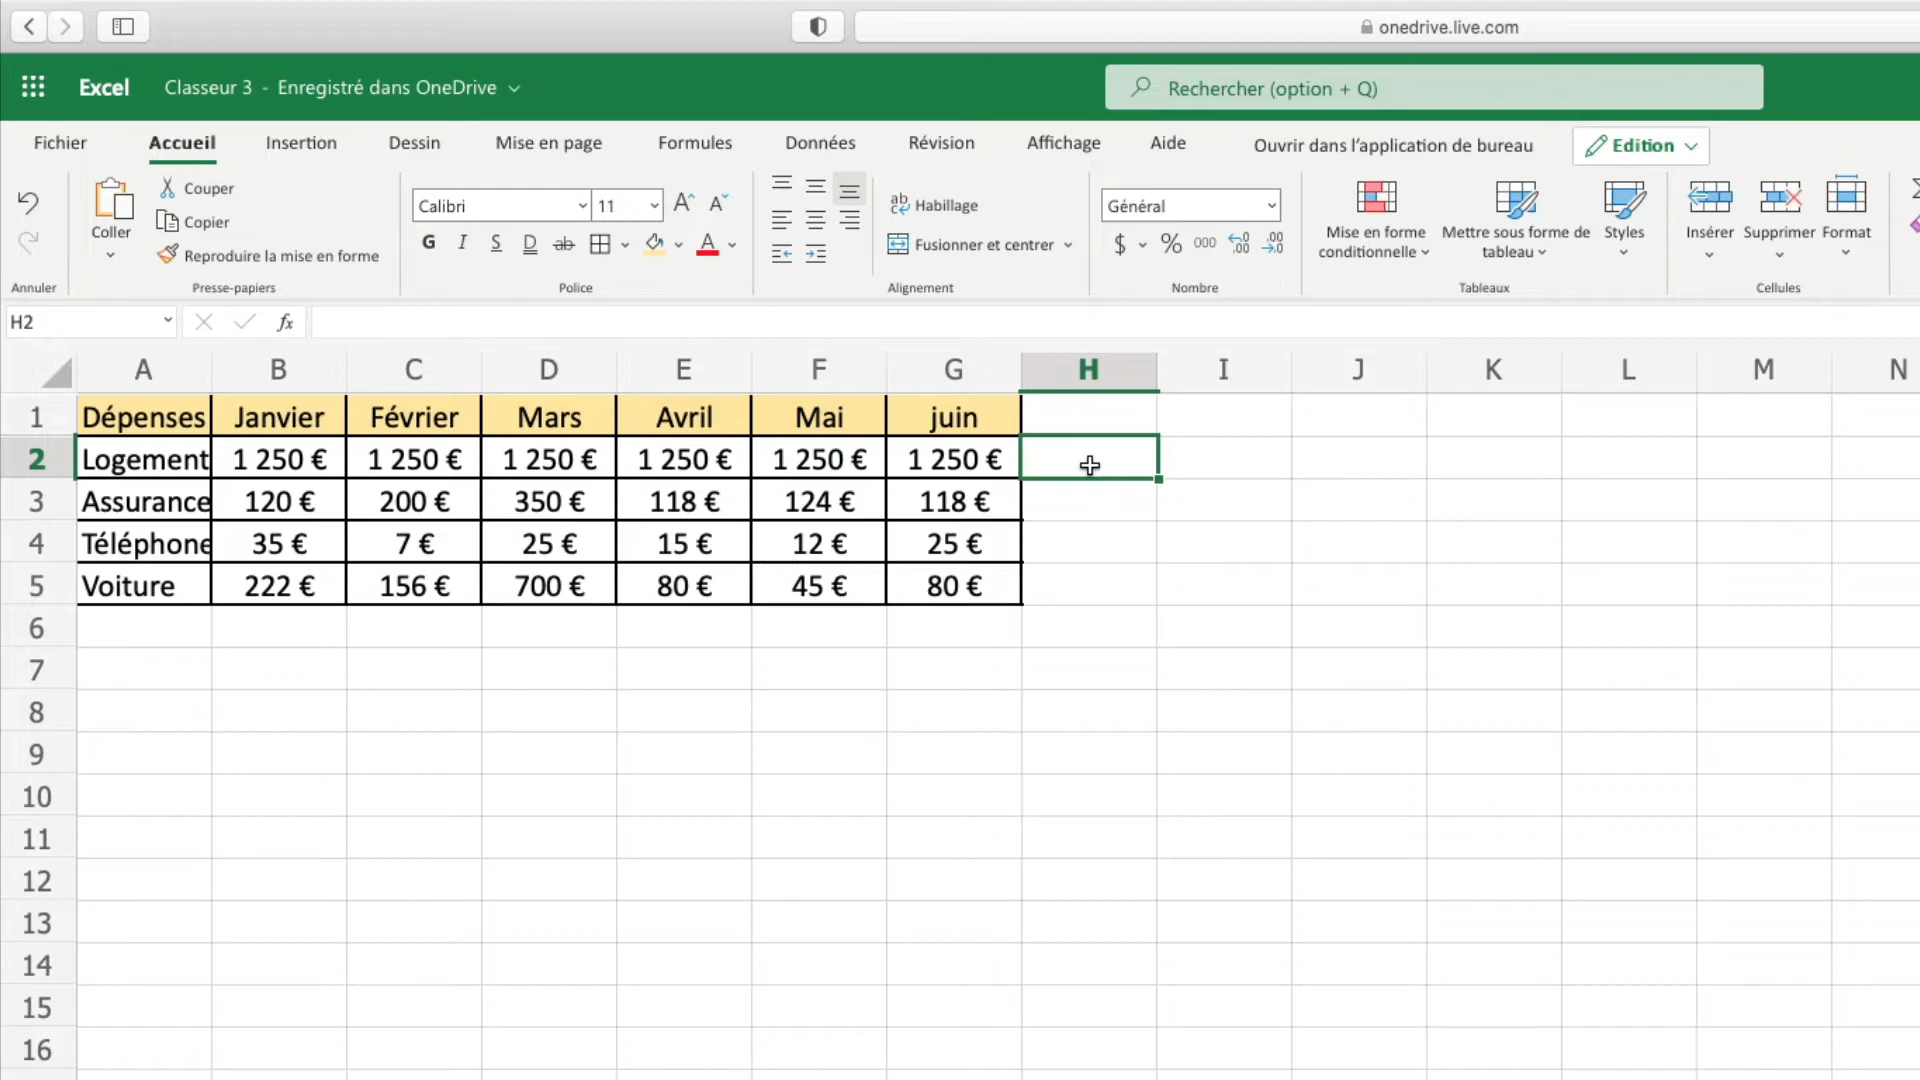 onedrive.live.com
Excel Classeur 3 - Enregistré dans OneDrive
Rechercher (option + Q)
Fichier Accueil Insertion Dessin Mise en page Formules Données Révision Affichage Aide Ouvrir dans l'application de bureau Edition
Coller
Couper
Copier
Reproduire la mise en forme
Calibri 11
G I S D ab A
ab Habillage
Fusionner et centrer
Général
$ % 000 ,00 ,00
Mise en forme
conditionnelle
Mettre sous forme de
tableau
Styles
Insérer Supprimer Format
Annuler Presse-papiers Police Alignement Nombre Tableaux Cellules
H2 fx
A B C D E F G H I J K L M N
1 Dépenses Janvier Février Mars Avril Mai juin
2 Logement 1 250 € 1 250 € 1 250 € 1 250 € 1 250 € 1 250 €
3 Assurance 120 € 200 € 350 € 118 € 124 € 118 €
4 Téléphone 35 € 7 € 25 € 15 € 12 € 25 €
5 Voiture 222 € 156 € 700 € 80 € 45 € 80 €
6
7
8
9
10
11
12
13
14
15
16